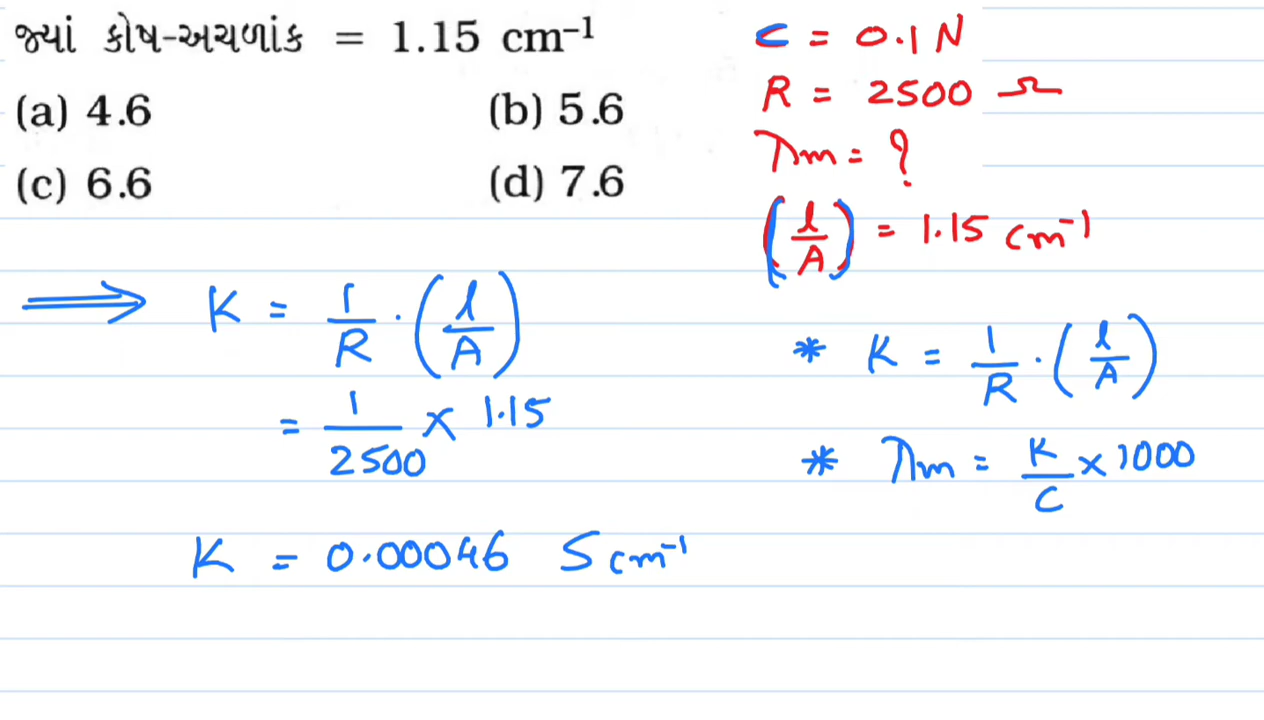 જ્યાં કોષ-અચળાંક = 1.15 cm⁻¹
(a) 4.6 (b) 5.6
(c) 6.6 (d) 7.6
C = 0.1 N
R = 2500 Ω
λm = ?
(l/A) = 1.15 cm⁻¹
⟹ K = 1/R · (l/A)
= 1/2500 × 1.15
K = 0.00046 S cm⁻¹
* K = 1/R · (l/A)
* λm = K/C × 1000